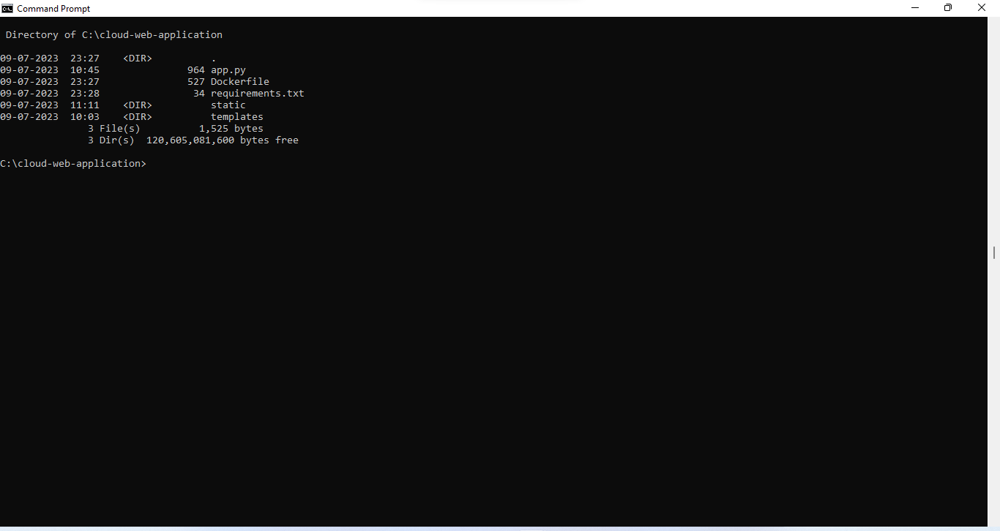 Command Prompt
Directory of C:\cloud-web-application
09-07-2023  23:27    <DIR>          .
09-07-2023  10:45               964 app.py
09-07-2023  23:27               527 Dockerfile
09-07-2023  23:28                34 requirements.txt
09-07-2023  11:11    <DIR>          static
09-07-2023  10:03    <DIR>          templates
               3 File(s)          1,525 bytes
               3 Dir(s)  120,605,081,600 bytes free
C:\cloud-web-application>